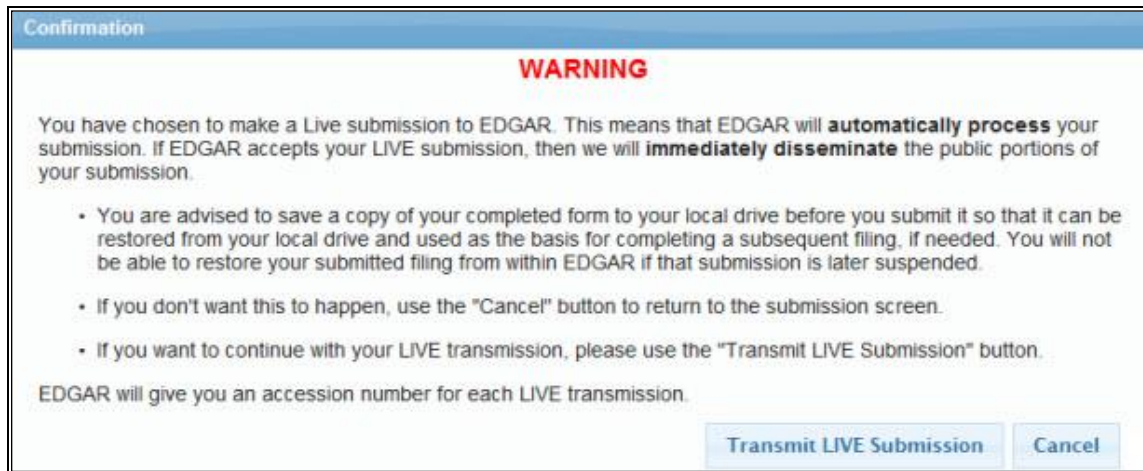 Confirmation
WARNING
You have chosen to make a Live submission to EDGAR. This means that EDGAR will automatically process your
submission. If EDGAR accepts your LIVE submission, then we will immediately disseminate the public portions of
your submission.
• You are advised to save a copy of your completed form to your local drive before you submit it so that it can be
restored from your local drive and used as the basis for completing a subsequent filing, if needed. You will not
be able to restore your submitted filing from within EDGAR if that submission is later suspended.
• If you don't want this to happen, use the "Cancel" button to return to the submission screen.
• If you want to continue with your LIVE transmission, please use the "Transmit LIVE Submission" button.
EDGAR will give you an accession number for each LIVE transmission.
Transmit LIVE Submission Cancel